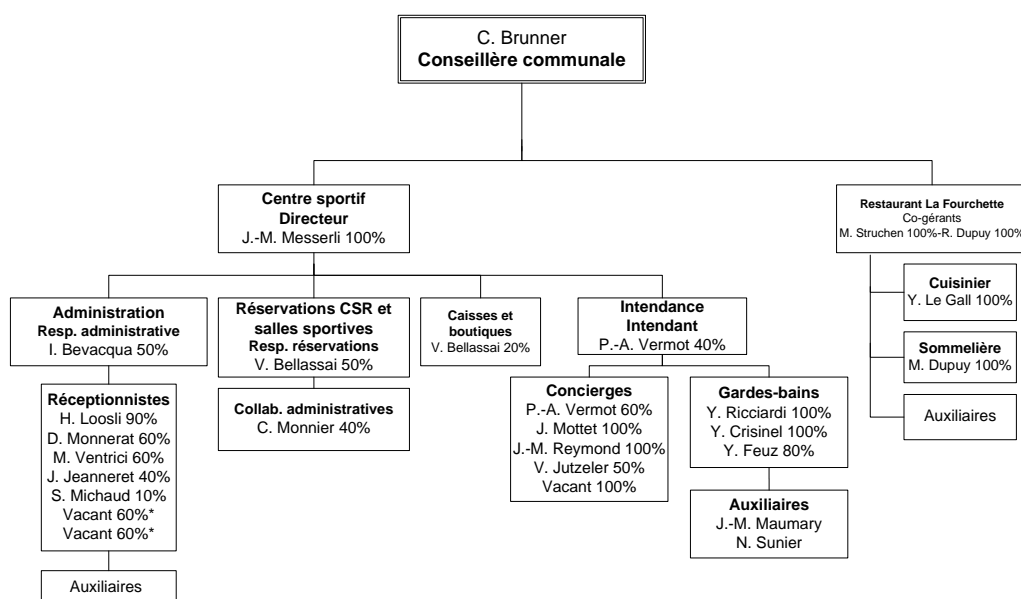 C. Brunner
Conseillère communale
Centre sportif
Directeur
J.-M. Messerli 100%
Restaurant La Fourchette
Co-gérants
M. Struchen 100%-R. Dupuy 100%
Cuisinier
Y. Le Gall 100%
Sommelière
M. Dupuy 100%
Auxiliaires
Administration
Resp. administrative
I. Bevacqua 50%
Réservations CSR et
salles sportives
Resp. réservations
V. Bellassai 50%
Caisses et
boutiques
V. Bellassai 20%
Intendance
Intendant
P.-A. Vermot 40%
Réceptionnistes
H. Loosli 90%
D. Monnerat 60%
M. Ventrici 60%
J. Jeanneret 40%
S. Michaud 10%
Vacant 60%*
Vacant 60%*
Auxiliaires
Collab. administratives
C. Monnier 40%
Concierges
P.-A. Vermot 60%
J. Mottet 100%
J.-M. Reymond 100%
V. Jutzeler 50%
Vacant 100%
Gardes-bains
Y. Ricciardi 100%
Y. Crisinel 100%
Y. Feuz 80%
Auxiliaires
J.-M. Maumary
N. Sunier